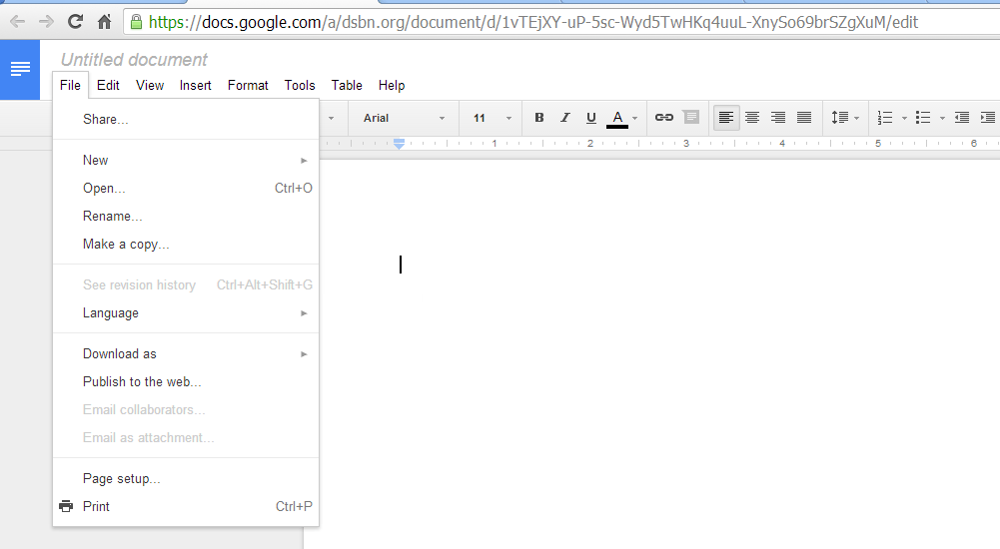 https://docs.google.com/a/dsbn.org/document/d/1vTEjXY-uP-5sc-Wyd5TwHKq4uuL-XnySo69brSZgXuM/edit
Untitled document
File Edit View Insert Format Tools Table Help
Arial 11 B I U A
1 2 3 4 5 6
Share...
New
Open... Ctrl+O
Rename...
Make a copy...
See revision history Ctrl+Alt+Shift+G
Language
Download as
Publish to the web...
Email collaborators...
Email as attachment...
Page setup...
Print Ctrl+P